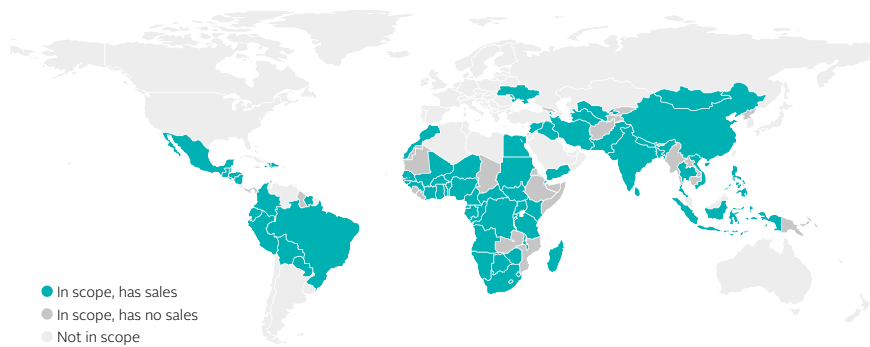 In scope, has sales
In scope, has no sales
Not in scope